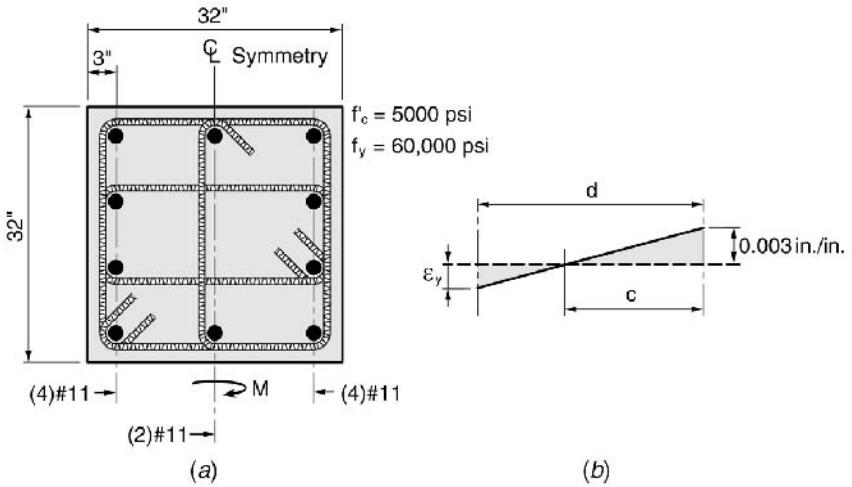 32"
3"
℄ Symmetry
f'c = 5000 psi
fy = 60,000 psi
32"
d
0.003 in./in.
εy
c
M
(4)#11
(4)#11
(2)#11
(a)
(b)